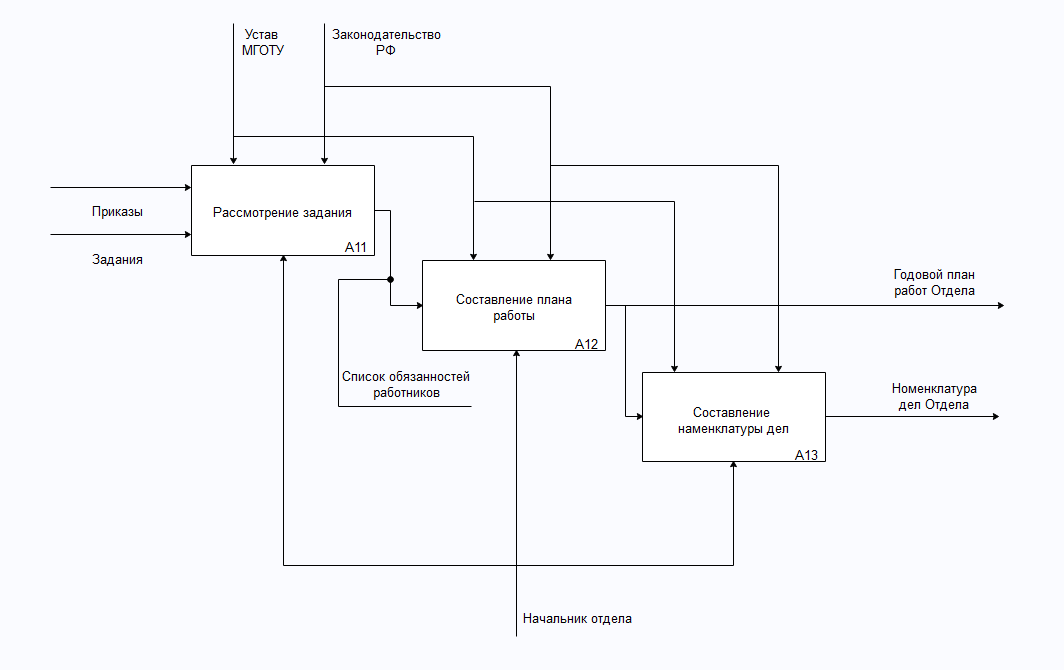 Устав
МГОТУ
Законодательство
РФ
Приказы
Задания
Рассмотрение задания
A11
Составление плана
работы
A12
Список обязанностей
работников
Годовой план
работ Отдела
Номенклатура
дел Отдела
Составление
наменклатуры дел
A13
Начальник отдела